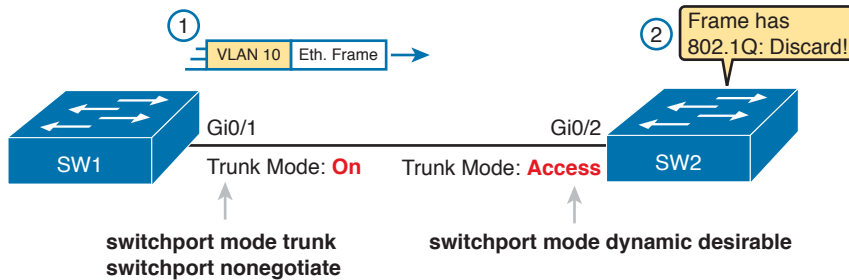 1
VLAN 10 Eth. Frame
2
Frame has
802.1Q: Discard!
SW1
Gi0/1
Gi0/2
SW2
Trunk Mode: On
Trunk Mode: Access
switchport mode trunk
switchport nonegotiate
switchport mode dynamic desirable